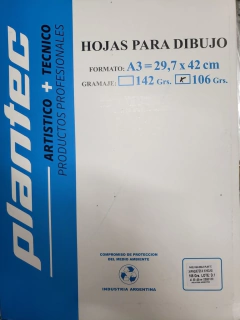 plantec
ARTISTICO + TECNICO
PRODUCTOS PROFESIONALES
HOJAS PARA DIBUJO
FORMATO: A3 = 29,7 x 42 cm
GRAMAJE: 142 Grs. 106 Grs.
COMPROMISO DE PROTECCION
DEL MEDIO AMBIENTE
INDUSTRIA ARGENTINA